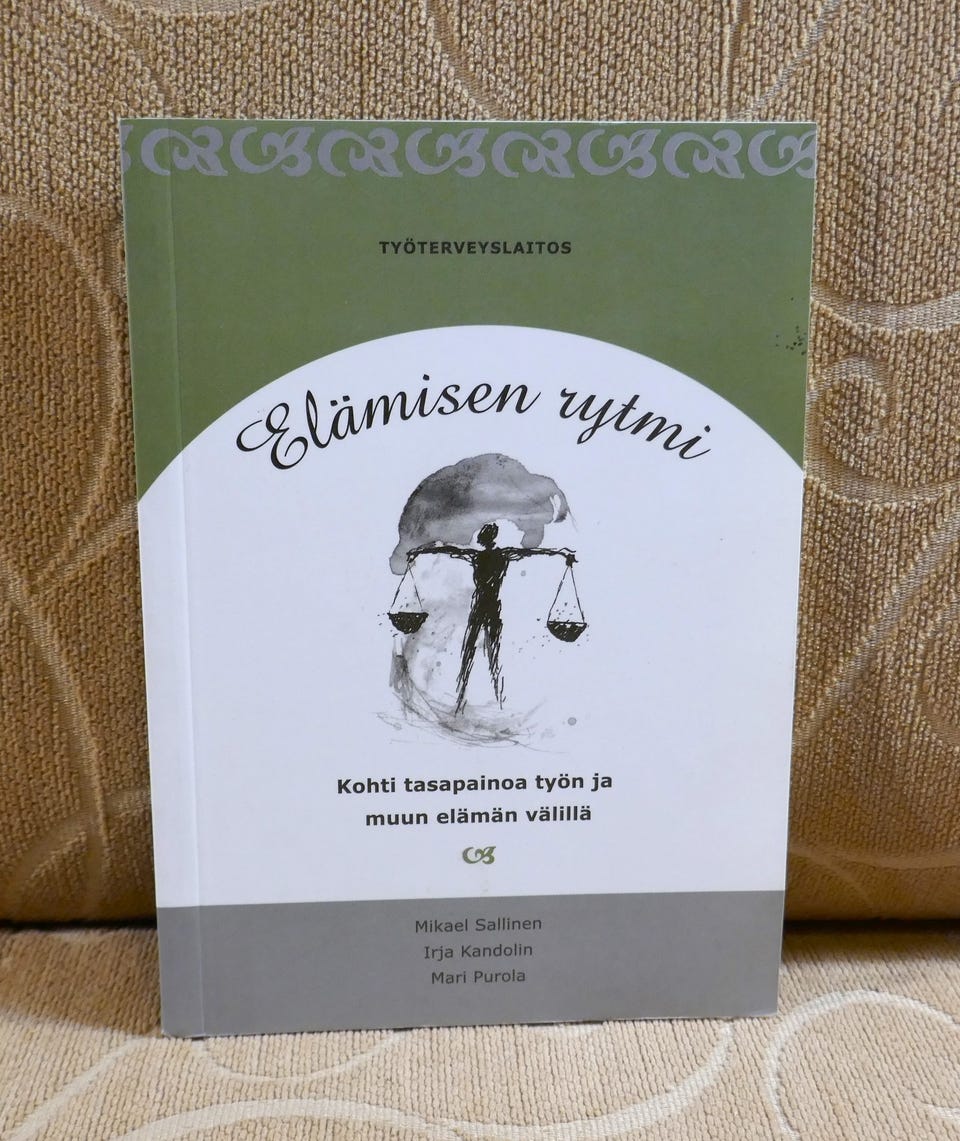 TYÖTERVEYSLAITOS
Elämisen rytmi
Kohti tasapainoa työn ja
muun elämän välillä
Mikael Sallinen
Irja Kandolin
Mari Purola